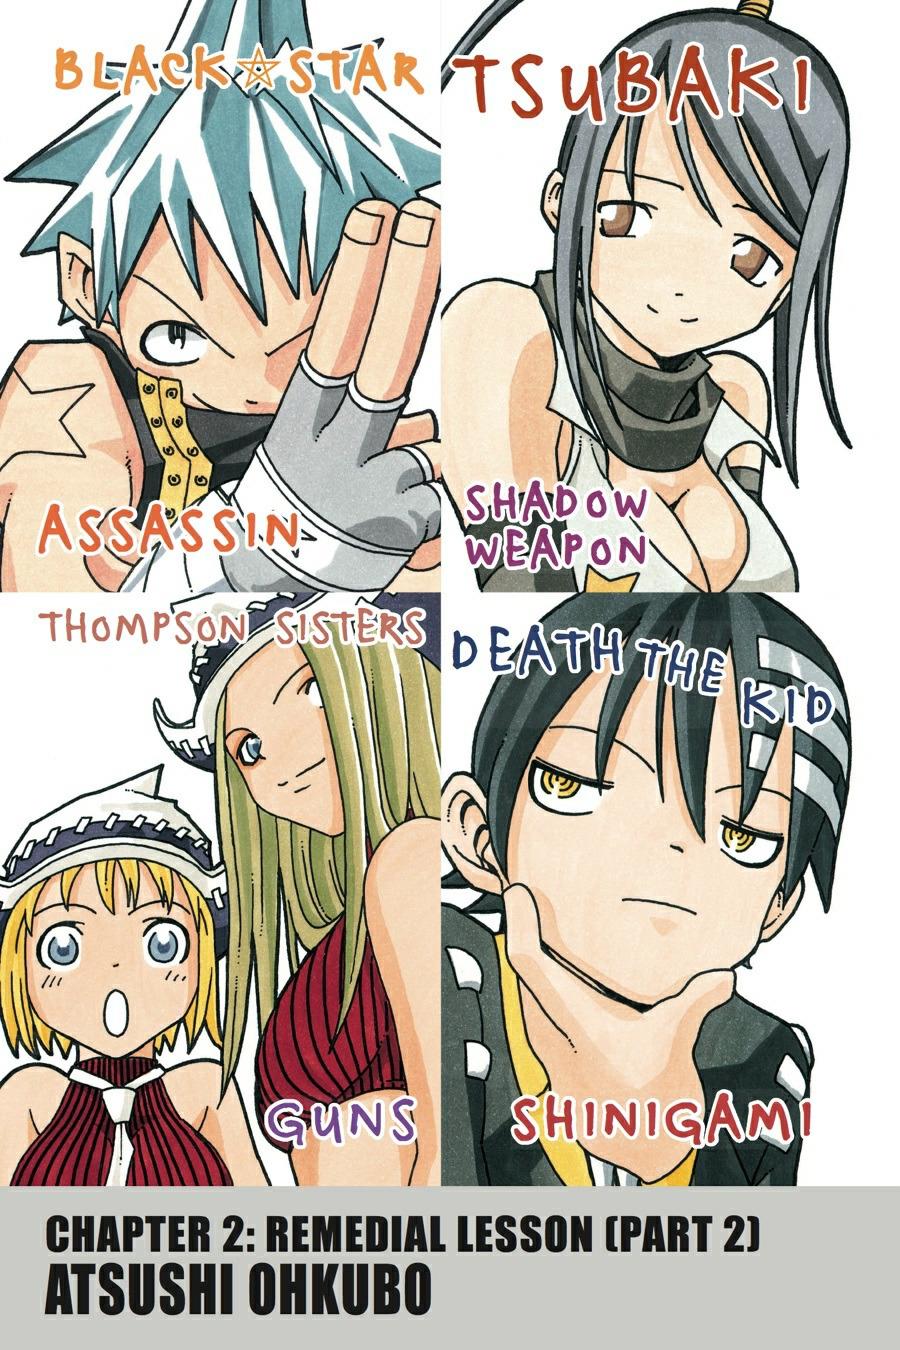 BLACK☆STAR
ASSASSIN
TSUBAKI
SHADOW
WEAPON
THOMPSON SISTERS
GUNS
DEATH THE KID
SHINIGAMI
CHAPTER 2: REMEDIAL LESSON (PART 2)
ATSUSHI OHKUBO